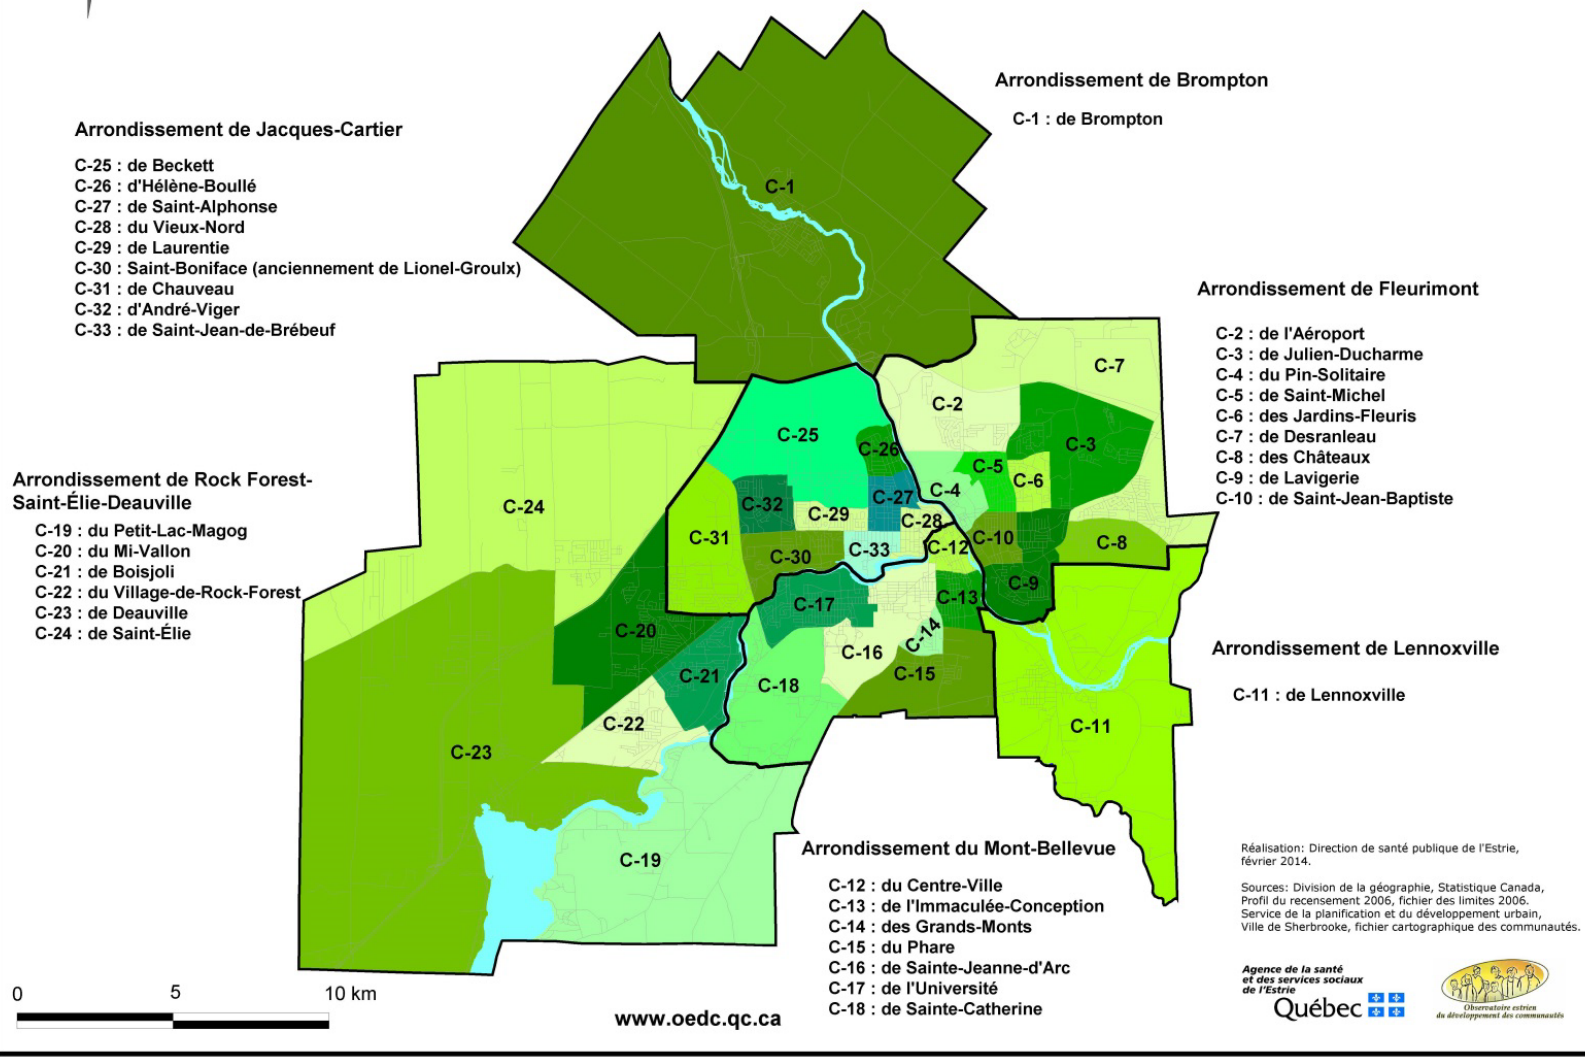 Arrondissement de Brompton
C-1 : de Brompton
Arrondissement de Jacques-Cartier
C-25 : de Beckett
C-26 : d'Hélène-Boullé
C-27 : de Saint-Alphonse
C-28 : du Vieux-Nord
C-29 : de Laurentie
C-30 : Saint-Boniface (anciennement de Lionel-Groulx)
C-31 : de Chauveau
C-32 : d'André-Viger
C-33 : de Saint-Jean-de-Brébeuf
Arrondissement de Fleurimont
C-2 : de l'Aéroport
C-3 : de Julien-Ducharme
C-4 : du Pin-Solitaire
C-5 : de Saint-Michel
C-6 : des Jardins-Fleuris
C-7 : de Desranleau
C-8 : des Châteaux
C-9 : de Lavigerie
C-10 : de Saint-Jean-Baptiste
Arrondissement de Rock Forest-
Saint-Élie-Deauville
C-19 : du Petit-Lac-Magog
C-20 : du Mi-Vallon
C-21 : de Boisjoli
C-22 : du Village-de-Rock-Forest
C-23 : de Deauville
C-24 : de Saint-Élie
Arrondissement de Lennoxville
C-11 : de Lennoxville
C-1
C-7
C-2
C-25
C-3
C-26
C-5
C-6
C-4
C-27
C-32
C-24
C-29
C-28
C-31
C-10
C-8
C-12
C-33
C-30
C-9
C-13
C-17
C-20
C-14
C-16
C-15
C-21
C-18
C-22
C-11
C-23
C-19
Arrondissement du Mont-Bellevue
C-12 : du Centre-Ville
C-13 : de l'Immaculée-Conception
C-14 : des Grands-Monts
C-15 : du Phare
C-16 : de Sainte-Jeanne-d'Arc
C-17 : de l'Université
C-18 : de Sainte-Catherine
Réalisation: Direction de santé publique de l'Estrie,
février 2014.
Sources: Division de la géographie, Statistique Canada,
Profil du recensement 2006, fichier des limites 2006.
Service de la planification et du développement urbain,
Ville de Sherbrooke, fichier cartographique des communautés.
Agence de la santé
et des services sociaux
de l'Estrie
Québec
Observatoire estrien
du développement des communautés
0 5 10 km
www.oedc.qc.ca